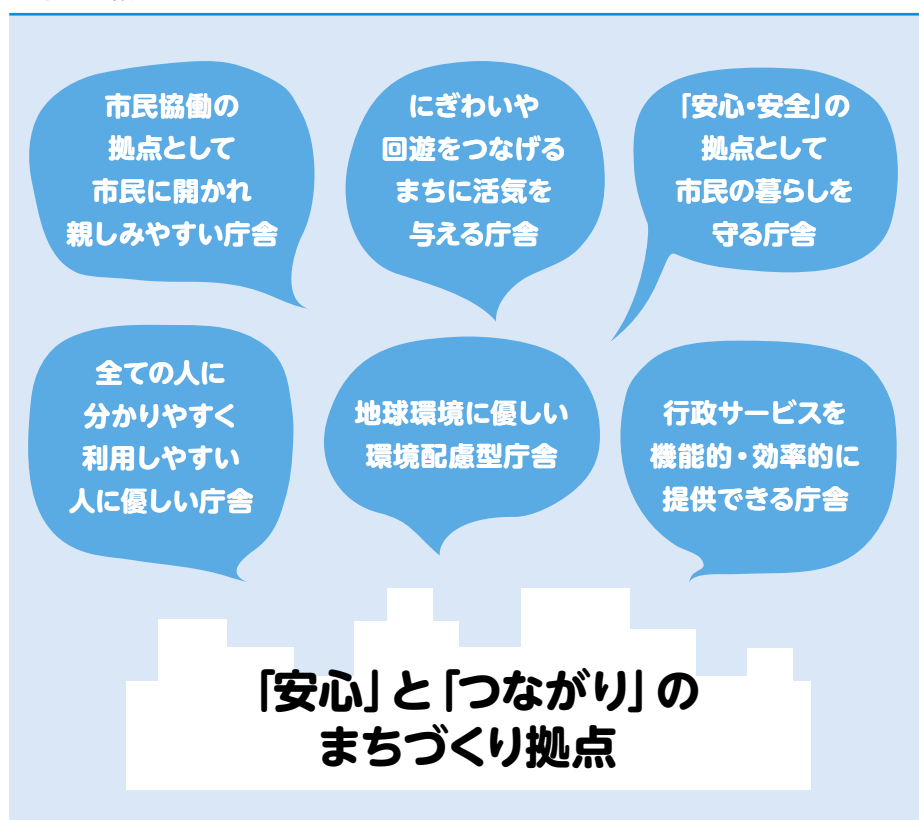 市民協働の
拠点として
市民に開かれ
親しみやすい庁舎
にぎわいや
回遊をつなげる
まちに活気を
与える庁舎
「安心・安全」の
拠点として
市民の暮らしを
守る庁舎
全ての人に
分かりやすく
利用しやすい
人に優しい庁舎
地球環境に優しい
環境配慮型庁舎
行政サービスを
機能的・効率的に
提供できる庁舎
「安心」と「つながり」の
まちづくり拠点